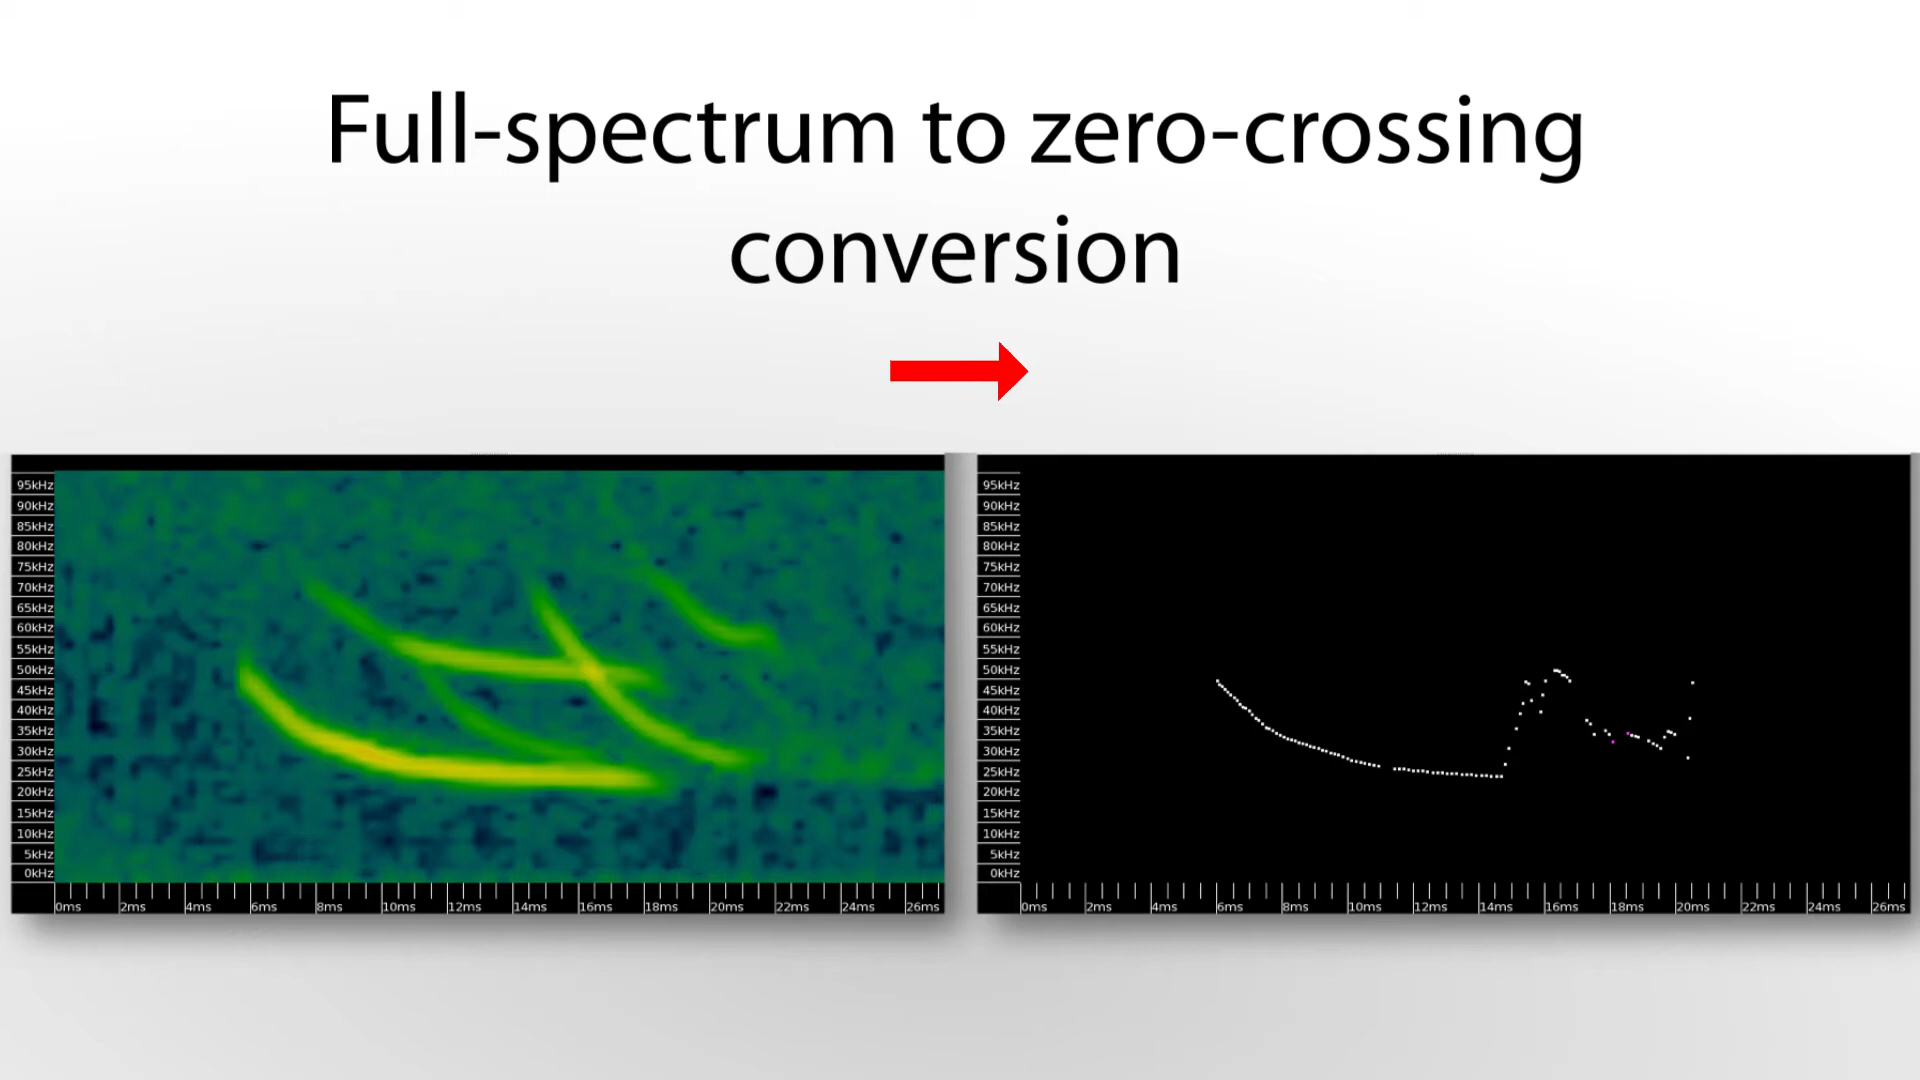 Full-spectrum to zero-crossing
conversion
95kHz
90kHz
85kHz
80kHz
75kHz
70kHz
65kHz
60kHz
55kHz
50kHz
45kHz
40kHz
35kHz
30kHz
25kHz
20kHz
15kHz
10kHz
5kHz
0kHz
0ms 2ms 4ms 6ms 8ms 10ms 12ms 14ms 16ms 18ms 20ms 22ms 24ms 26ms
95kHz
90kHz
85kHz
80kHz
75kHz
70kHz
65kHz
60kHz
55kHz
50kHz
45kHz
40kHz
35kHz
30kHz
25kHz
20kHz
15kHz
10kHz
5kHz
0kHz
0ms 2ms 4ms 6ms 8ms 10ms 12ms 14ms 16ms 18ms 20ms 22ms 24ms 26ms